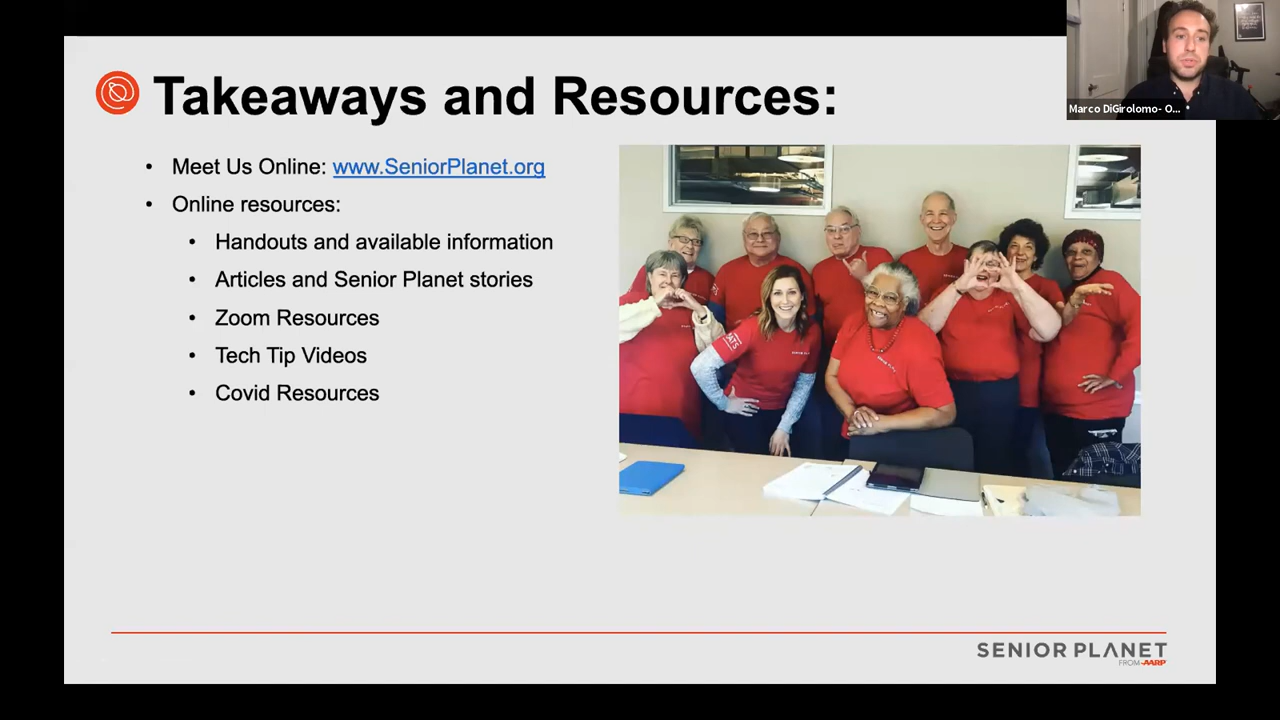 Takeaways and Resources:
Marco DiGirolomo- O...
• Meet Us Online: www.SeniorPlanet.org
• Online resources:
• Handouts and available information
• Articles and Senior Planet stories
• Zoom Resources
• Tech Tip Videos
• Covid Resources
SENIOR PLANET
FROM AARP